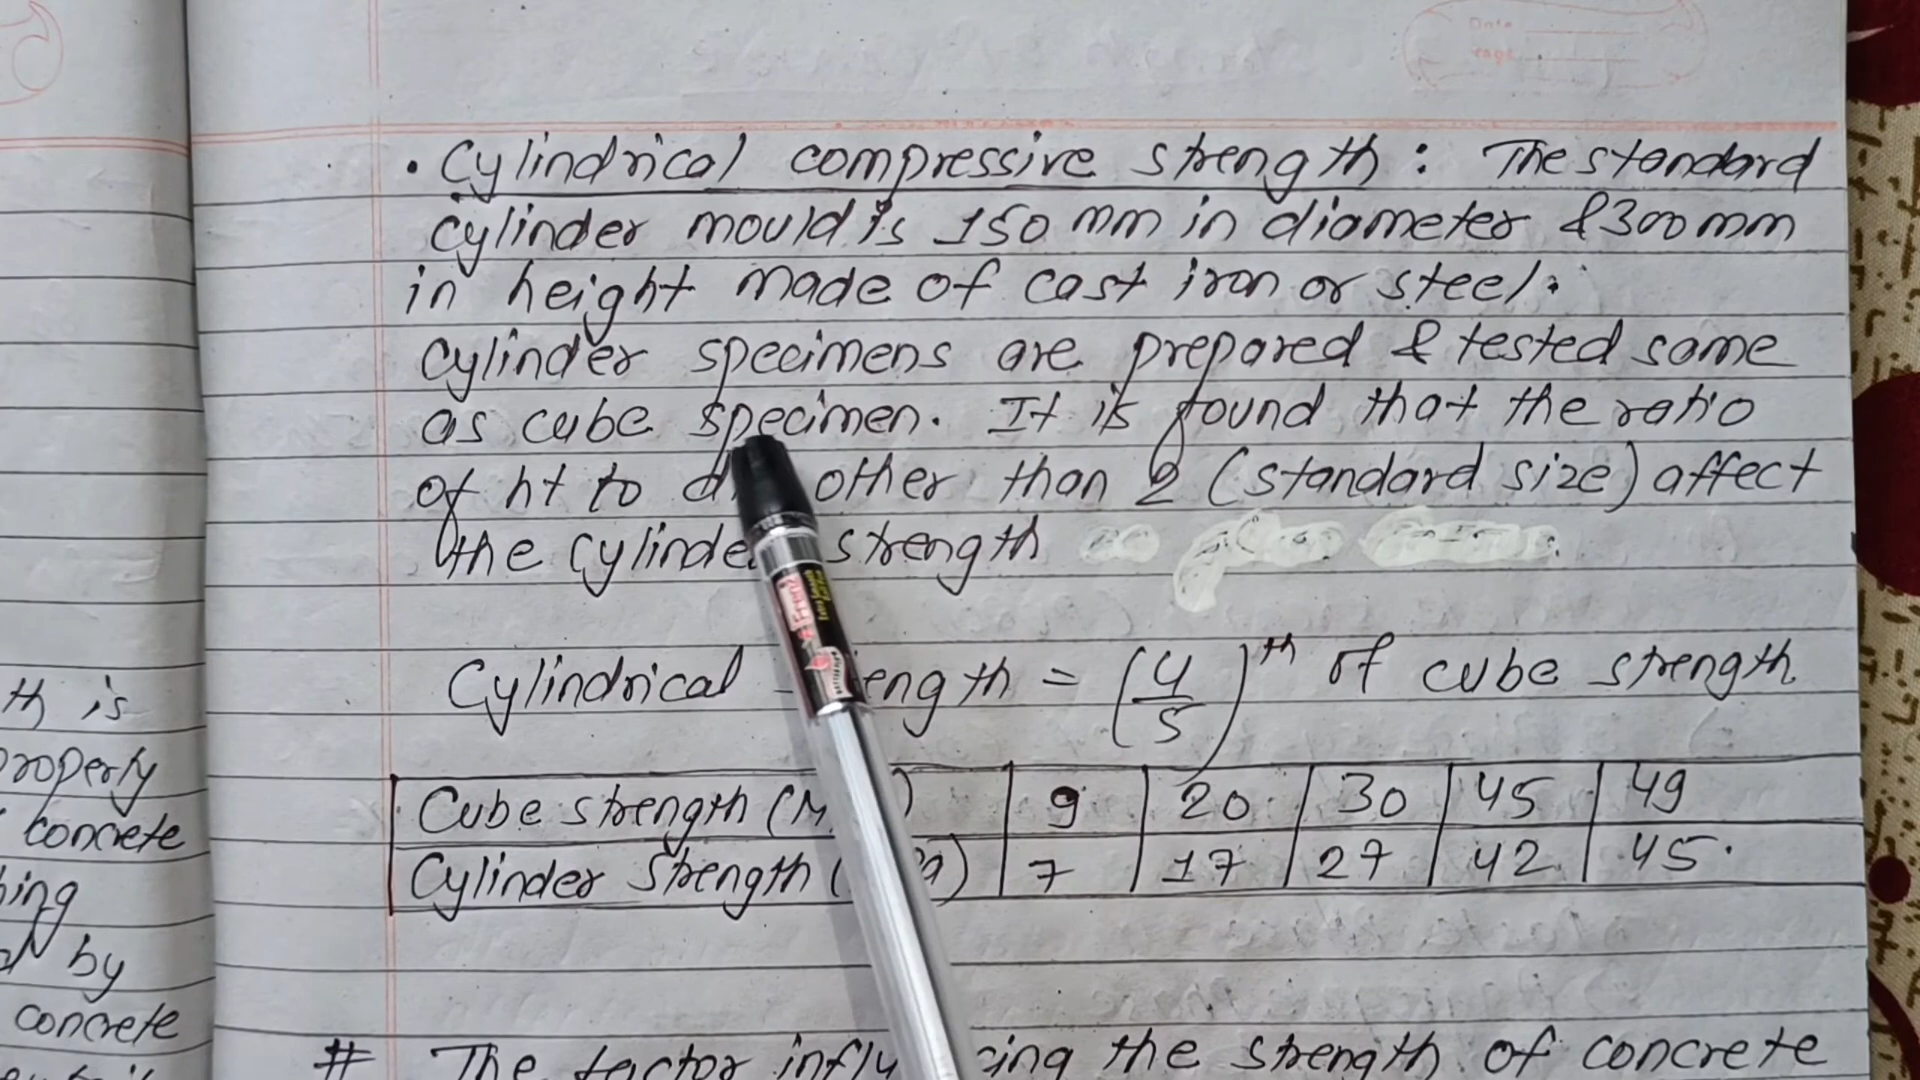 Date
Page
• Cylindrical compressive strength : The standard
cylinder mould is 150 mm in diameter & 300 mm
in height made of cast iron or steel.
Cylinder specimens are prepared & tested same
as cube specimen. It is found that the ratio
of ht to other than 2 (standard size) affect
the cylinder strength
Cylindrical = (4/5)th of cube strength
Cube strength ( ) 9 20 30 45 49
Cylinder strength ( ) 7 17 27 42 45.
# The factor the strength of concrete
th is
property
concrete
by
concrete